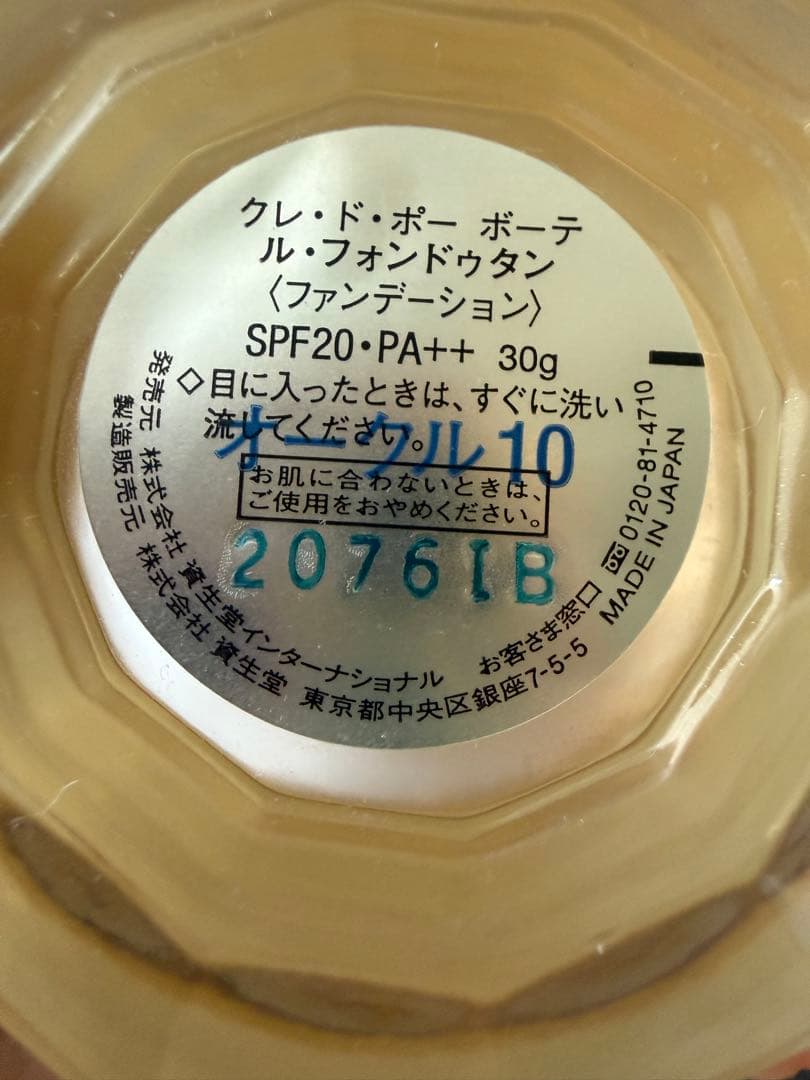 クレ・ド・ポー ボーテ
ル・フォンドゥタン
〈ファンデーション〉
SPF20・PA++ 30g
◇目に入ったときは、すぐに洗い
流してください。
オークル10
お肌に合わないときは、
ご使用をおやめください。
20761B
発売元 株式会社 資生堂インターナショナル お客さま窓口 0120-81-4710
製造販売元 株式会社 資生堂 東京都中央区銀座7-5-5 MADE IN JAPAN